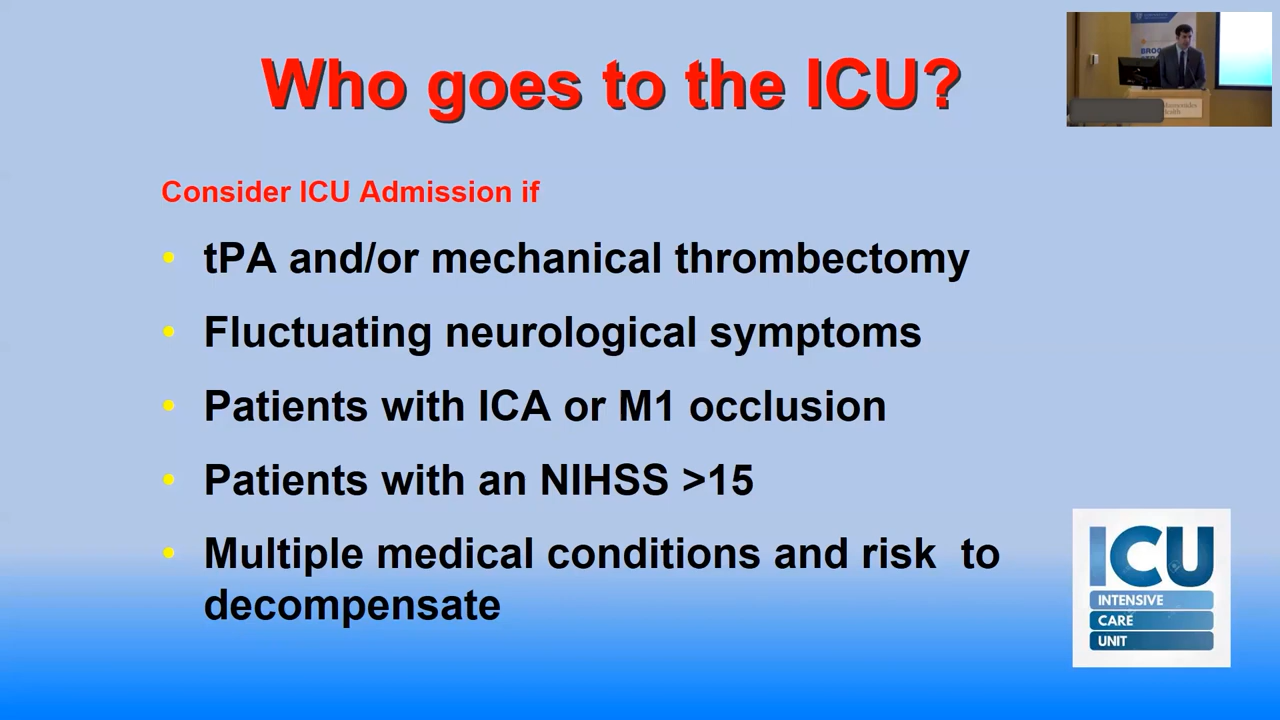 Who goes to the ICU?
Consider ICU Admission if
• tPA and/or mechanical thrombectomy
• Fluctuating neurological symptoms
• Patients with ICA or M1 occlusion
• Patients with an NIHSS >15
• Multiple medical conditions and risk to
decompensate
ICU
INTENSIVE
CARE
UNIT
Maimonides
Health